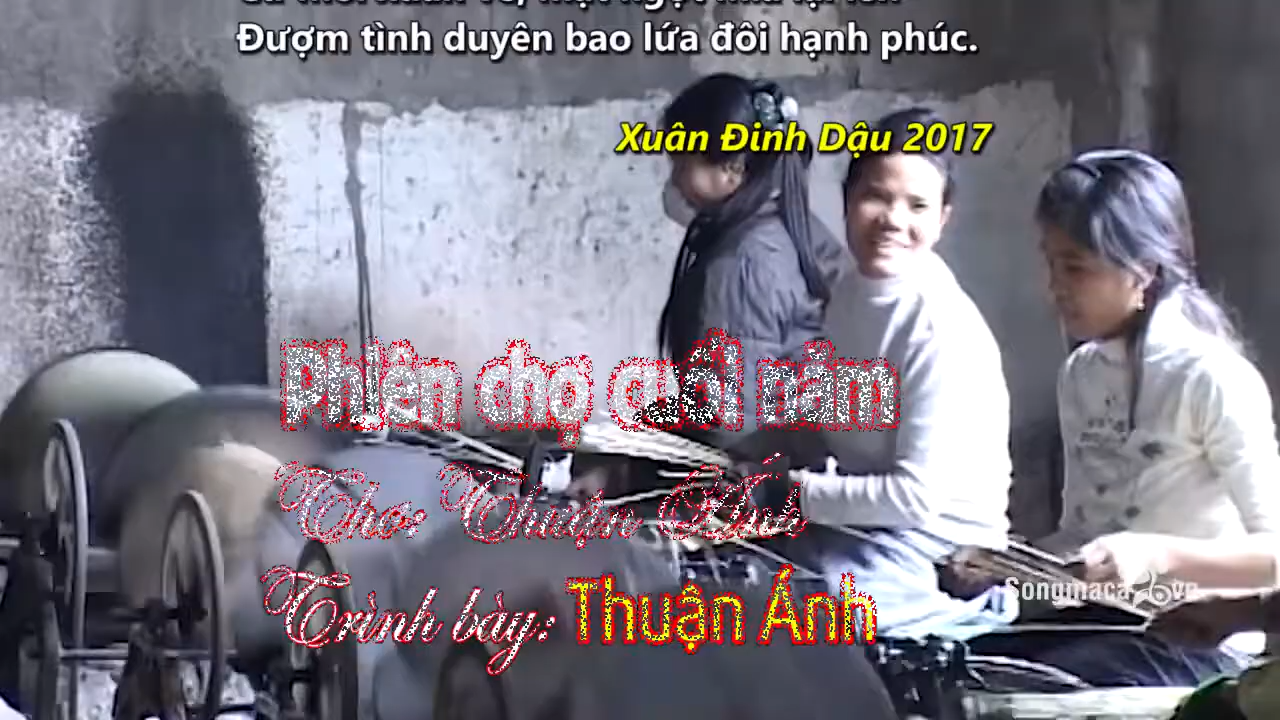 Đượm tình duyên bao lứa đôi hạnh phúc.
Xuân Đinh Dậu 2017
Phiên chợ cuối năm
Thơ: Thuận Ánh
Trình bày: Thuận Ánh